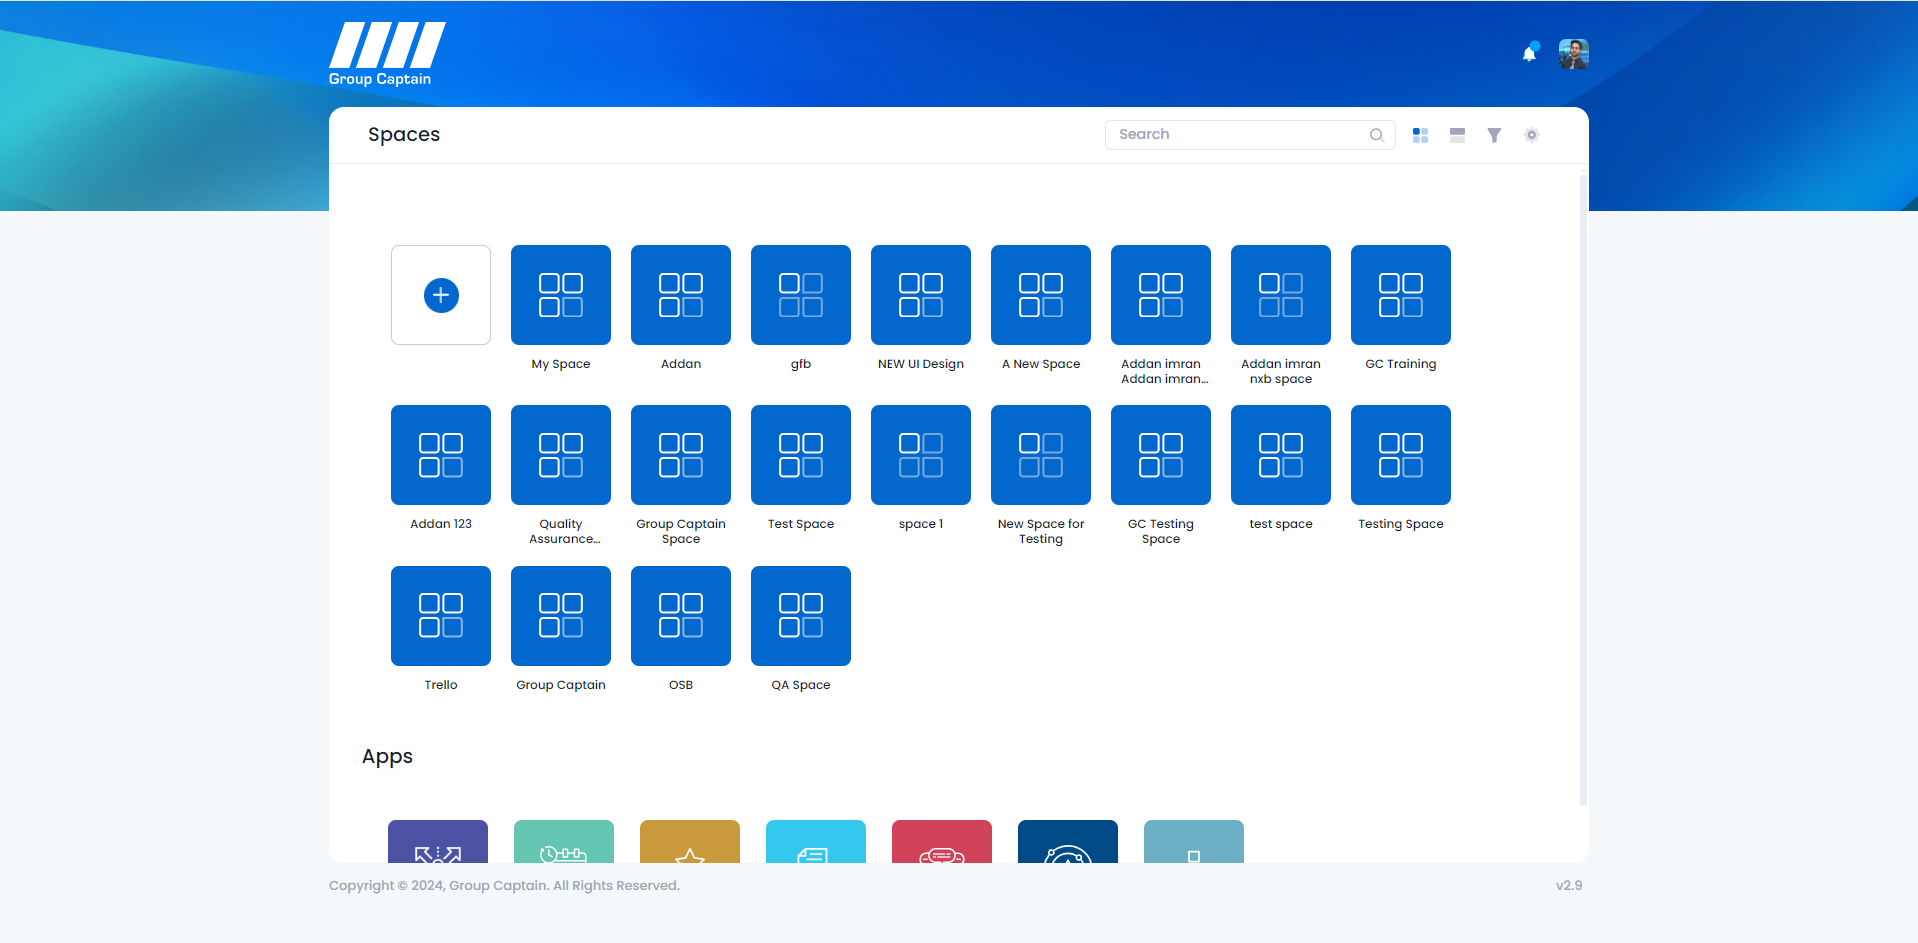 Group Captain
Spaces
Search
My Space
Addan
gfb
NEW UI Design
A New Space
Addan imran
Addan imran...
Addan imran
nxb space
GC Training
Addan 123
Quality
Assurance...
Group Captain
Space
Test Space
space 1
New Space for
Testing
GC Testing
Space
test space
Testing Space
Trello
Group Captain
OSB
QA Space
Apps
Copyright © 2024, Group Captain. All Rights Reserved.
v2.9